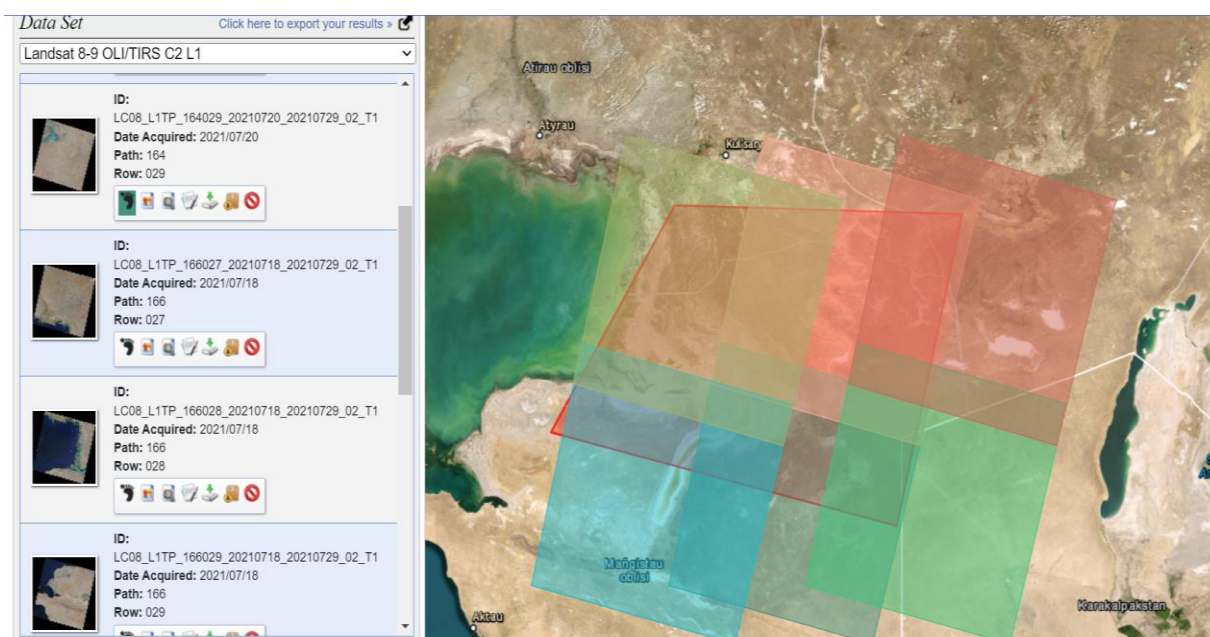 Data Set
Click here to export your results »
Landsat 8-9 OLI/TIRS C2 L1
ID:
LC08_L1TP_164029_20210720_20210729_02_T1
Date Acquired: 2021/07/20
Path: 164
Row: 029
ID:
LC08_L1TP_166027_20210718_20210729_02_T1
Date Acquired: 2021/07/18
Path: 166
Row: 027
ID:
LC08_L1TP_166028_20210718_20210729_02_T1
Date Acquired: 2021/07/18
Path: 166
Row: 028
ID:
LC08_L1TP_166029_20210718_20210729_02_T1
Date Acquired: 2021/07/18
Path: 166
Row: 029
Atirau oblisi
Atyrau
Kulsary
Mañgistau
oblisi
Aktau
Karakalpakstan